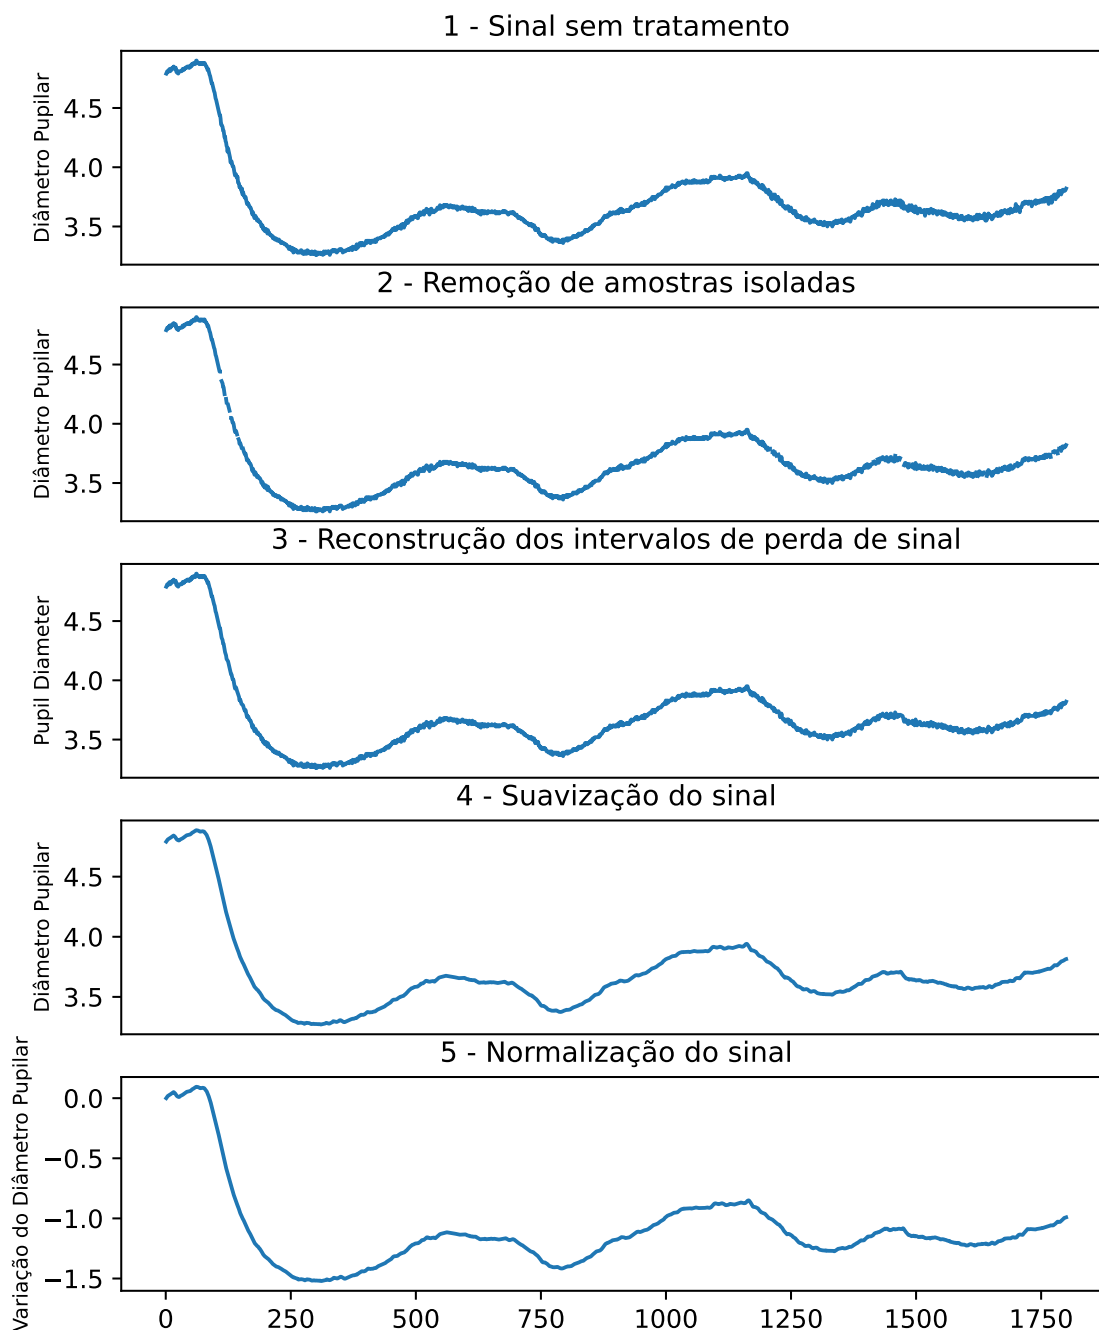 1 - Sinal sem tratamento
Diâmetro Pupilar
4.5
4.0
3.5
2 - Remoção de amostras isoladas
Diâmetro Pupilar
4.5
4.0
3.5
3 - Reconstrução dos intervalos de perda de sinal
Pupil Diameter
4.5
4.0
3.5
4 - Suavização do sinal
Diâmetro Pupilar
4.5
4.0
3.5
5 - Normalização do sinal
Variação do Diâmetro Pupilar
0.0
−0.5
−1.0
−1.5
0 250 500 750 1000 1250 1500 1750